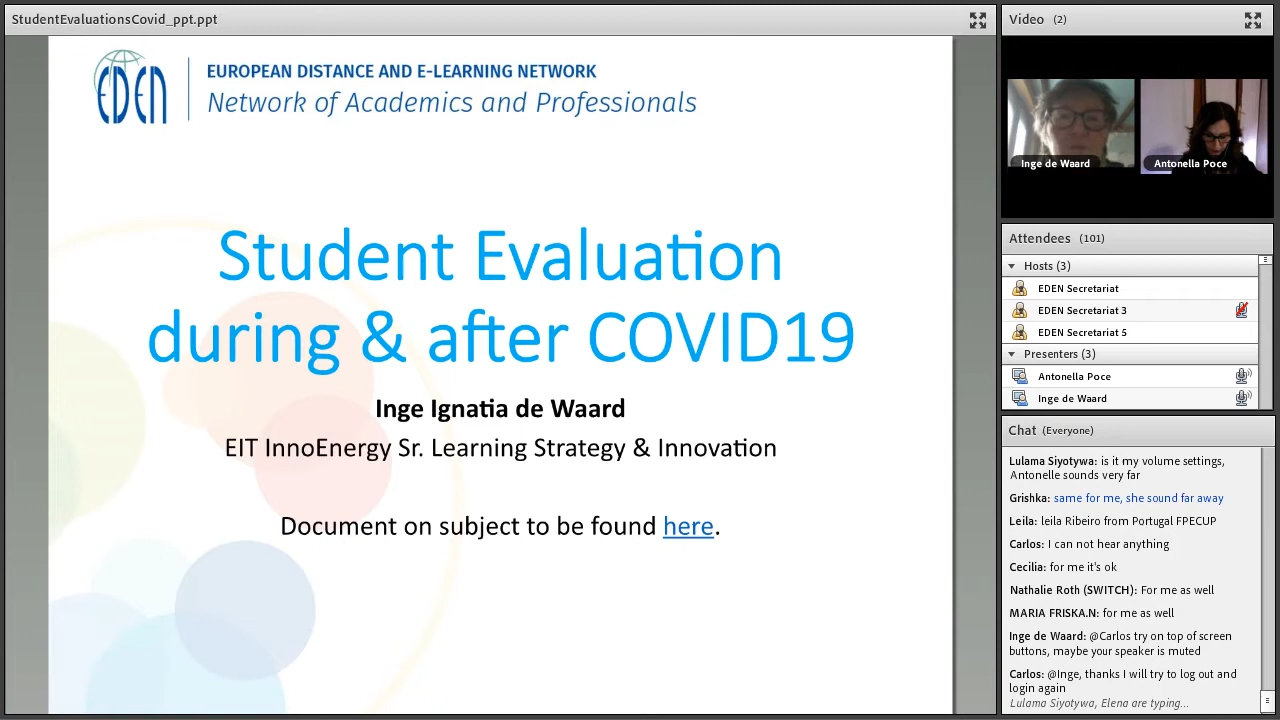 StudentEvaluationsCovid_ppt.ppt
EDEN
EUROPEAN DISTANCE AND E-LEARNING NETWORK
Network of Academics and Professionals
Student Evaluation
during & after COVID19
Inge Ignatia de Waard
EIT InnoEnergy Sr. Learning Strategy & Innovation
Document on subject to be found here.
Video (2)
Inge de Waard
Antonella Poce
Attendees (101)
Hosts (3)
EDEN Secretariat
EDEN Secretariat 3
EDEN Secretariat 5
Presenters (3)
Antonella Poce
Inge de Waard
Chat (Everyone)
Lulama Siyotywa: is it my volume settings,
Antonelle sounds very far
Grishka: same for me, she sound far away
Leila: leila Ribeiro from Portugal FPECUP
Carlos: I can not hear anything
Cecilia: for me it's ok
Nathalie Roth (SWITCH): For me as well
MARIA FRISKA.N: for me as well
Inge de Waard: @Carlos try on top of screen
buttons, maybe your speaker is muted
Carlos: @Inge, thanks I will try to log out and
login again
Lulama Siyotywa, Elena are typing...